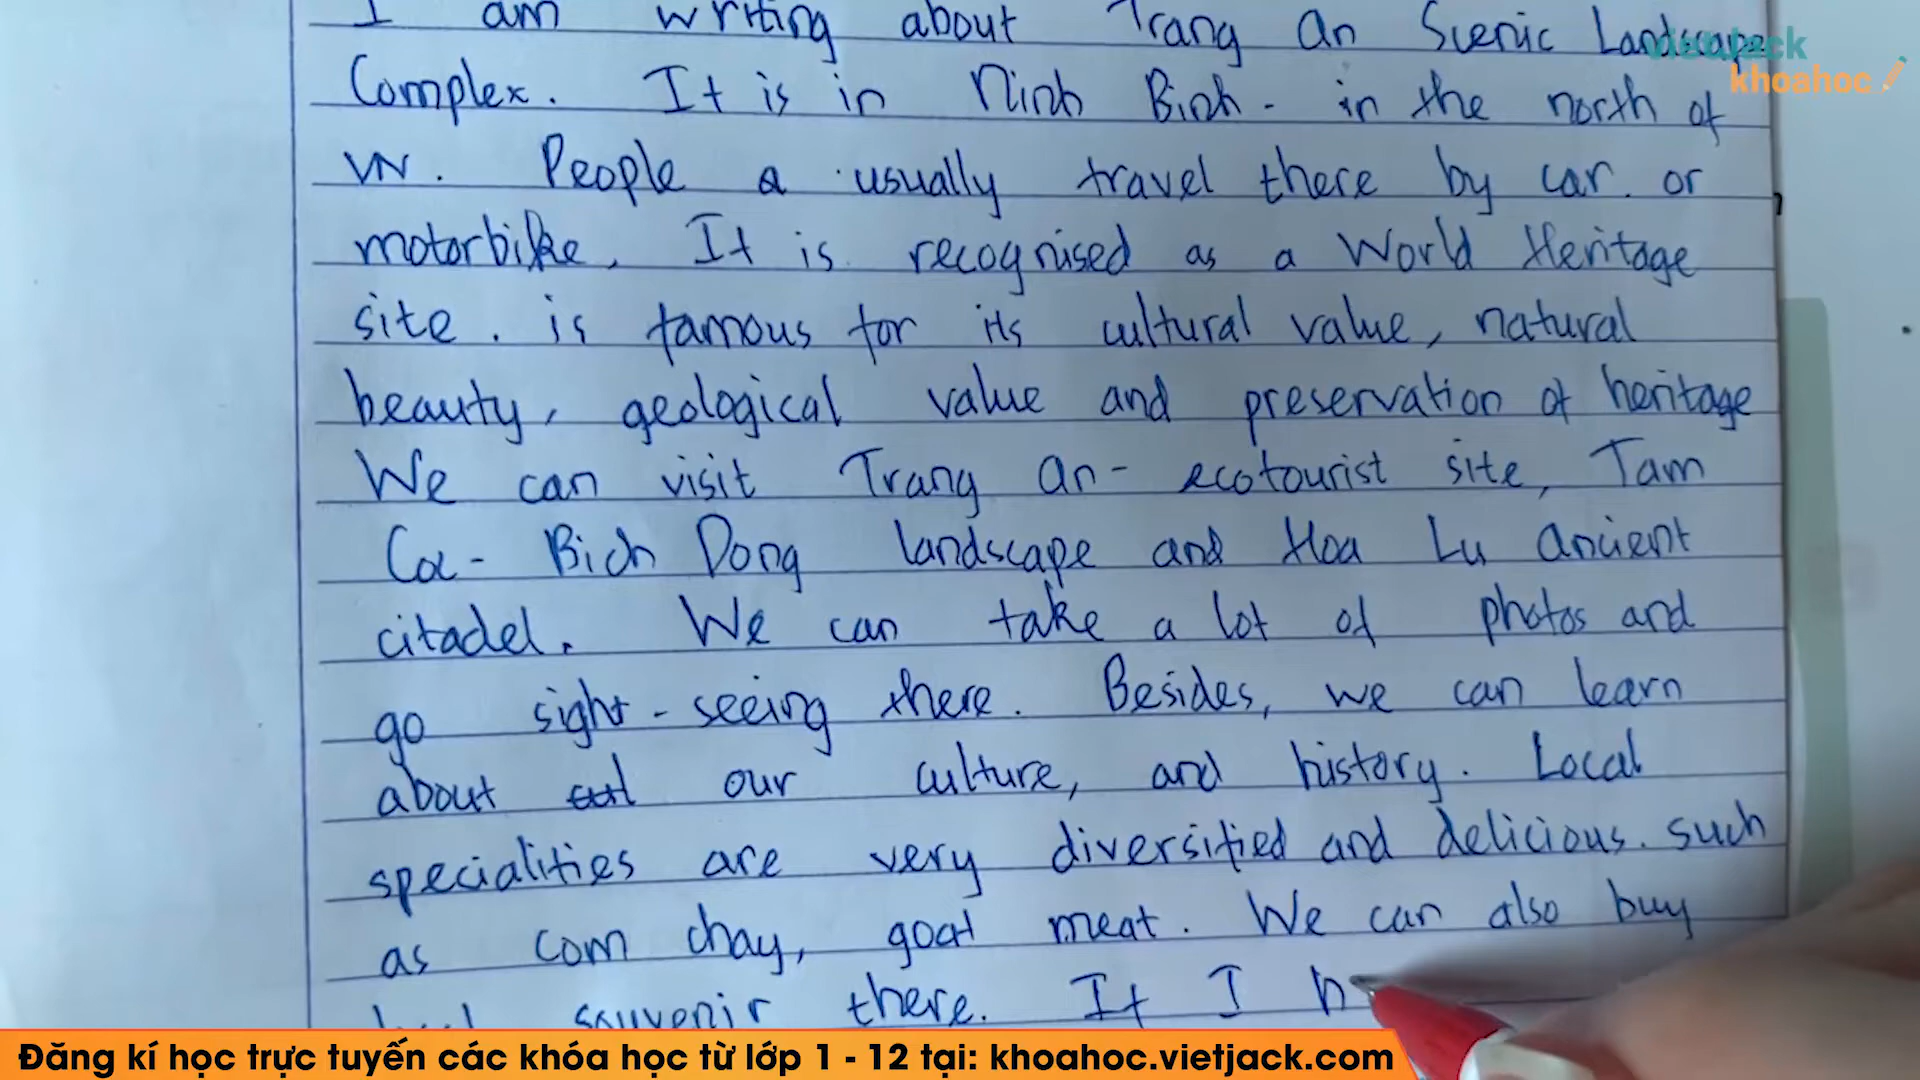 I am writing about Trang An Scenic Landscape
vietjack
khoahoc
Complex. It is in Ninh Binh - in the north of
VN. People a usually travel there by car or
motorbike. It is recognised as a World Heritage
site. is famous for its cultural value, natural
beauty, geological value and preservation of heritage
We can visit Trang An - ecotourist site, Tam
Coc - Bich Dong landscape and Hoa Lu Ancient
citadel. We can take a lot of photos and
go sight-seeing there. Besides, we can learn
about our culture, and history. Local
specialities are very diversified and delicious. such
as com chay, goat meat. We can also buy
souvenir there. If I h
Đăng kí học trực tuyến các khóa học từ lớp 1 - 12 tại: khoahoc.vietjack.com